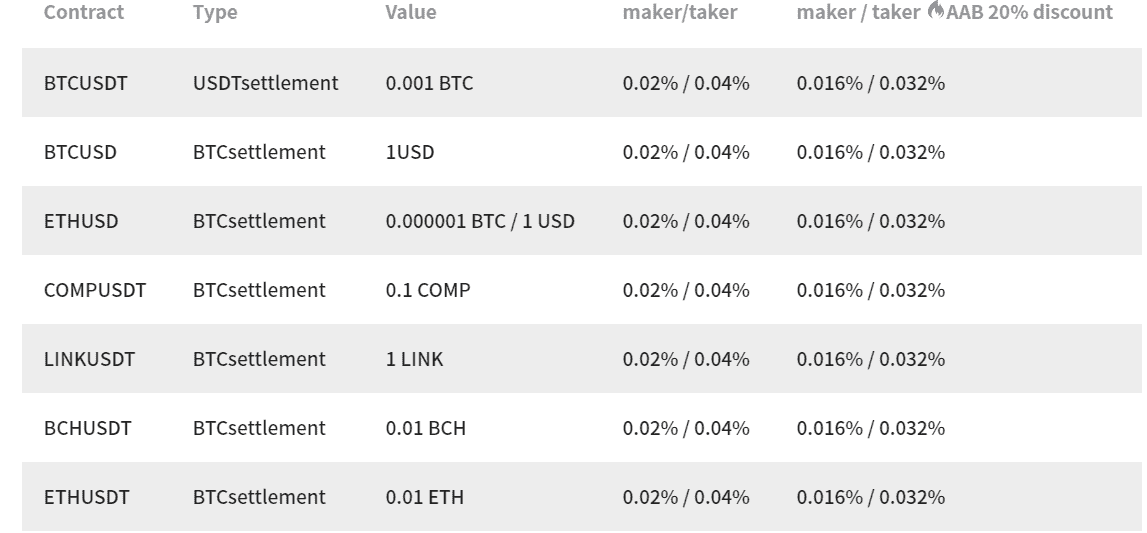 Contract Type Value maker/taker maker / taker 🔥AAB 20% discount
BTCUSDT USDTsettlement 0.001 BTC 0.02% / 0.04% 0.016% / 0.032%
BTCUSD BTCsettlement 1USD 0.02% / 0.04% 0.016% / 0.032%
ETHUSD BTCsettlement 0.000001 BTC / 1 USD 0.02% / 0.04% 0.016% / 0.032%
COMPUSDT BTCsettlement 0.1 COMP 0.02% / 0.04% 0.016% / 0.032%
LINKUSDT BTCsettlement 1 LINK 0.02% / 0.04% 0.016% / 0.032%
BCHUSDT BTCsettlement 0.01 BCH 0.02% / 0.04% 0.016% / 0.032%
ETHUSDT BTCsettlement 0.01 ETH 0.02% / 0.04% 0.016% / 0.032%